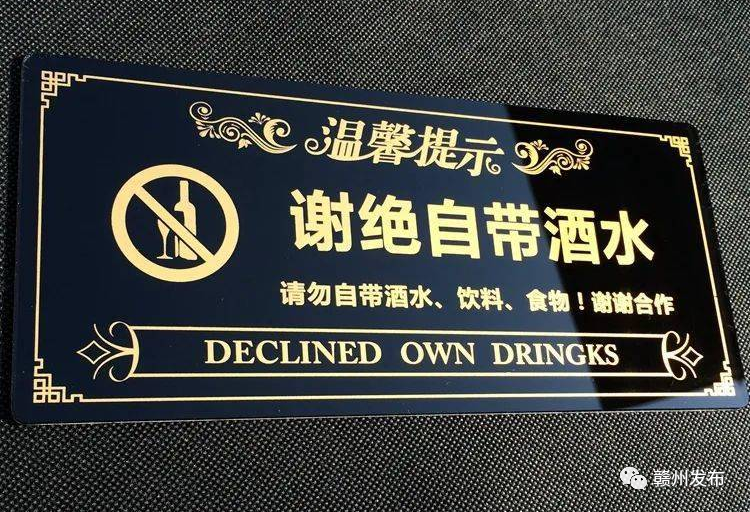 温馨提示
谢绝自带酒水
请勿自带酒水、饮料、食物！谢谢合作
DECLINED OWN DRINGKS
赣州发布